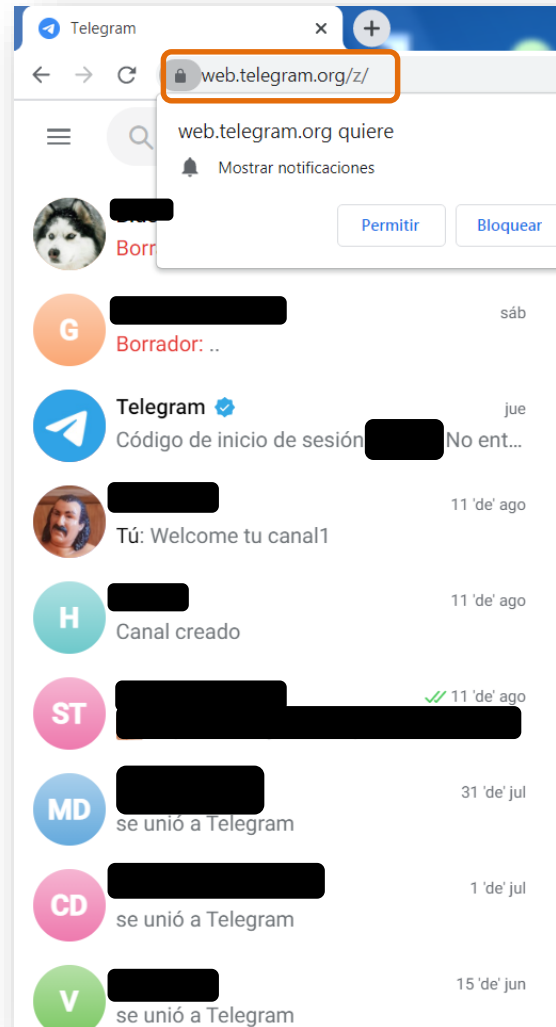 Telegram
web.telegram.org/z/
web.telegram.org quiere
Mostrar notificaciones
Permitir
Bloquear
Borr
G
sáb
Borrador: ..
Telegram
jue
Código de inicio de sesión No ent...
11 'de' ago
Tú: Welcome tu canal1
H
11 'de' ago
Canal creado
ST
11 'de' ago
MD
31 'de' jul
se unió a Telegram
CD
1 'de' jul
se unió a Telegram
V
15 'de' jun
se unió a Telegram